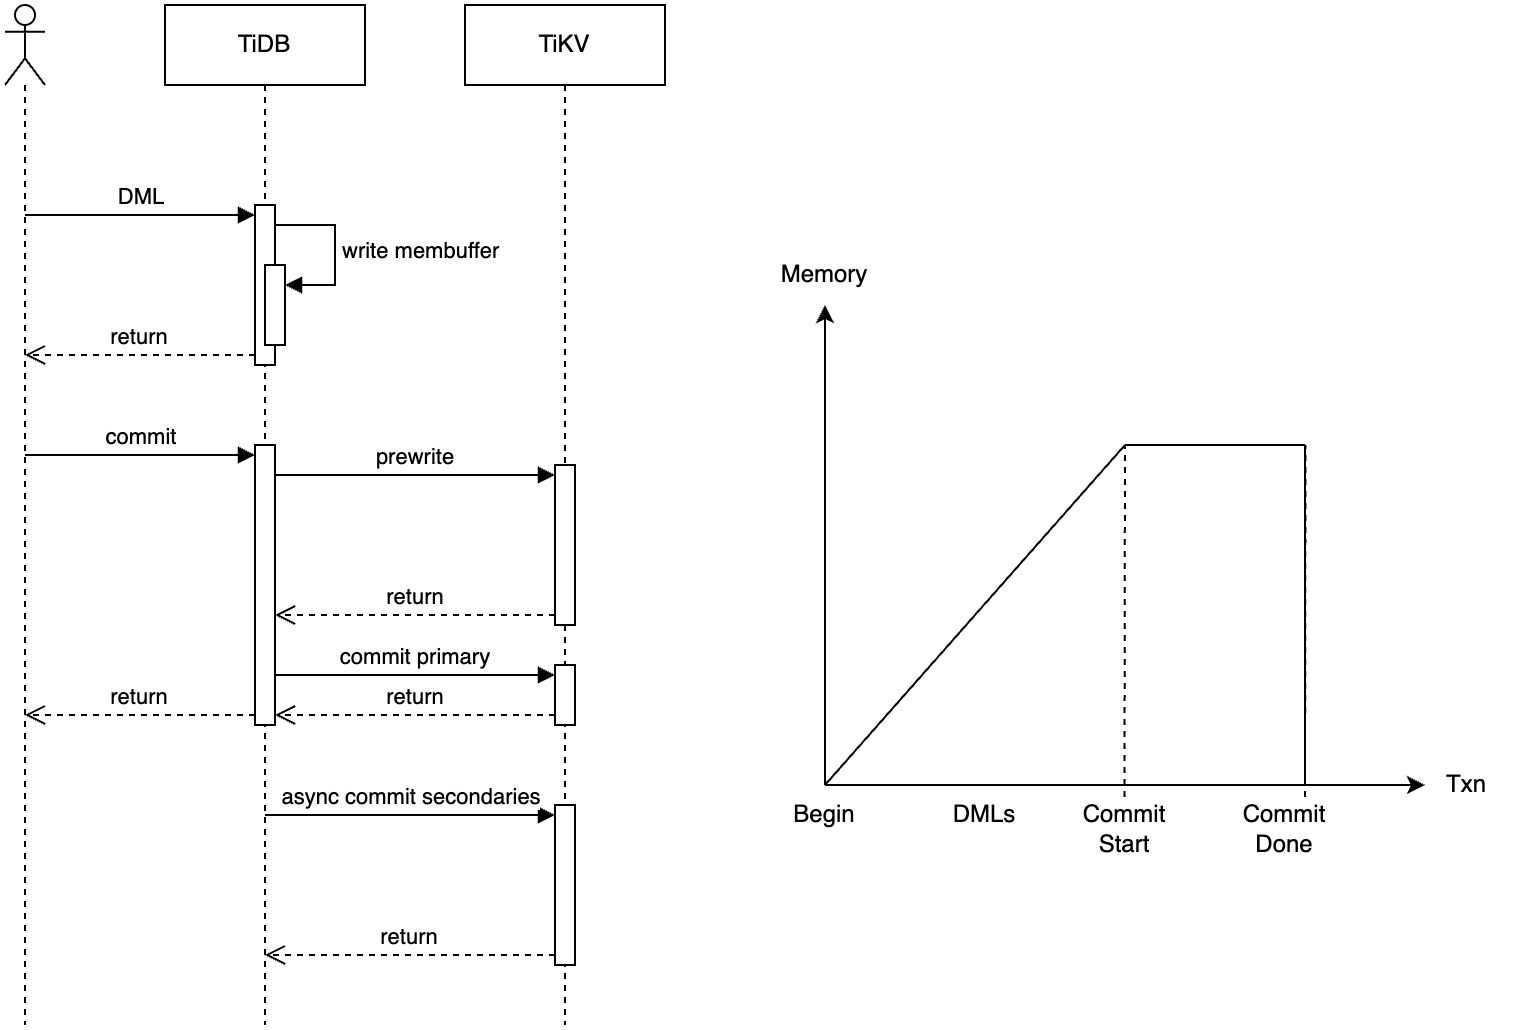 TiDB
TiKV
DML
write membuffer
return
commit
prewrite
return
commit primary
return
return
async commit secondaries
return
Memory
Txn
Begin
DMLs
Commit
Start
Commit
Done